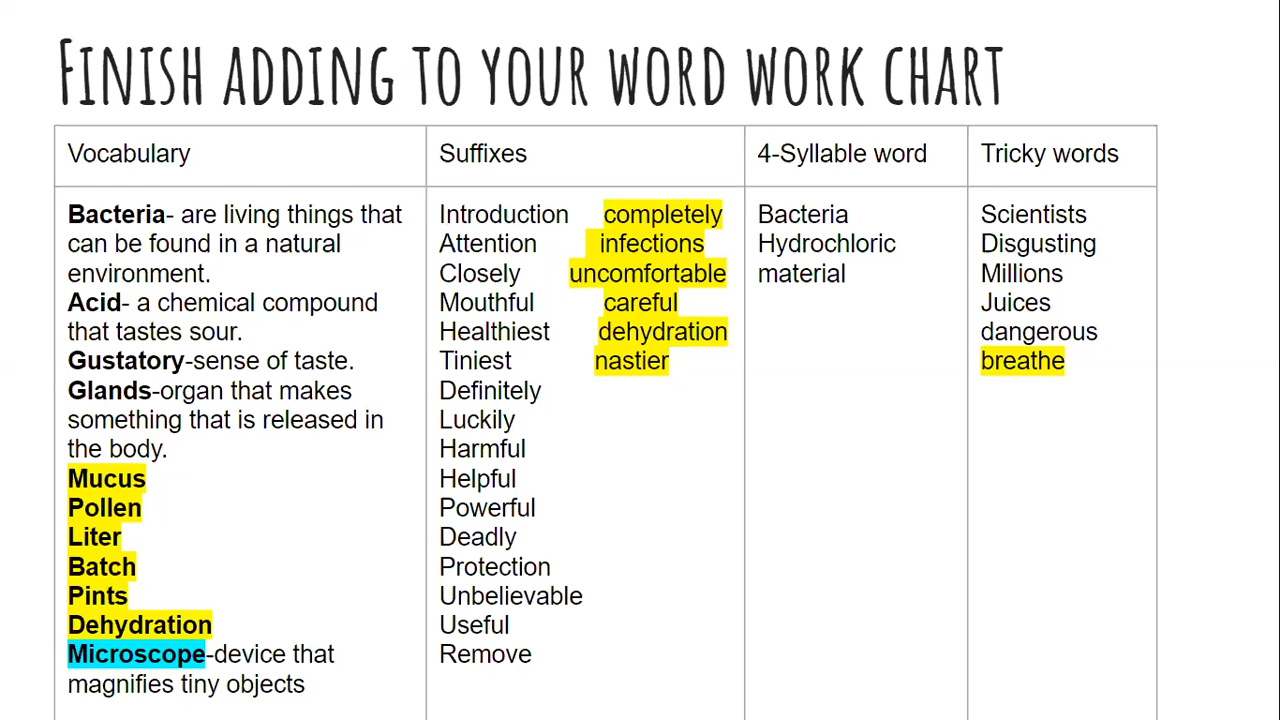 FINISH ADDING TO YOUR WORD WORK CHART
Vocabulary
Suffixes
4-Syllable word
Tricky words
Bacteria- are living things that
can be found in a natural
environment.
Acid- a chemical compound
that tastes sour.
Gustatory-sense of taste.
Glands-organ that makes
something that is released in
the body.
Mucus
Pollen
Liter
Batch
Pints
Dehydration
Microscope-device that
magnifies tiny objects
Introduction completely
Attention infections
Closely uncomfortable
Mouthful careful
Healthiest dehydration
Tiniest nastier
Definitely
Luckily
Harmful
Helpful
Powerful
Deadly
Protection
Unbelievable
Useful
Remove
Bacteria
Hydrochloric
material
Scientists
Disgusting
Millions
Juices
dangerous
breathe